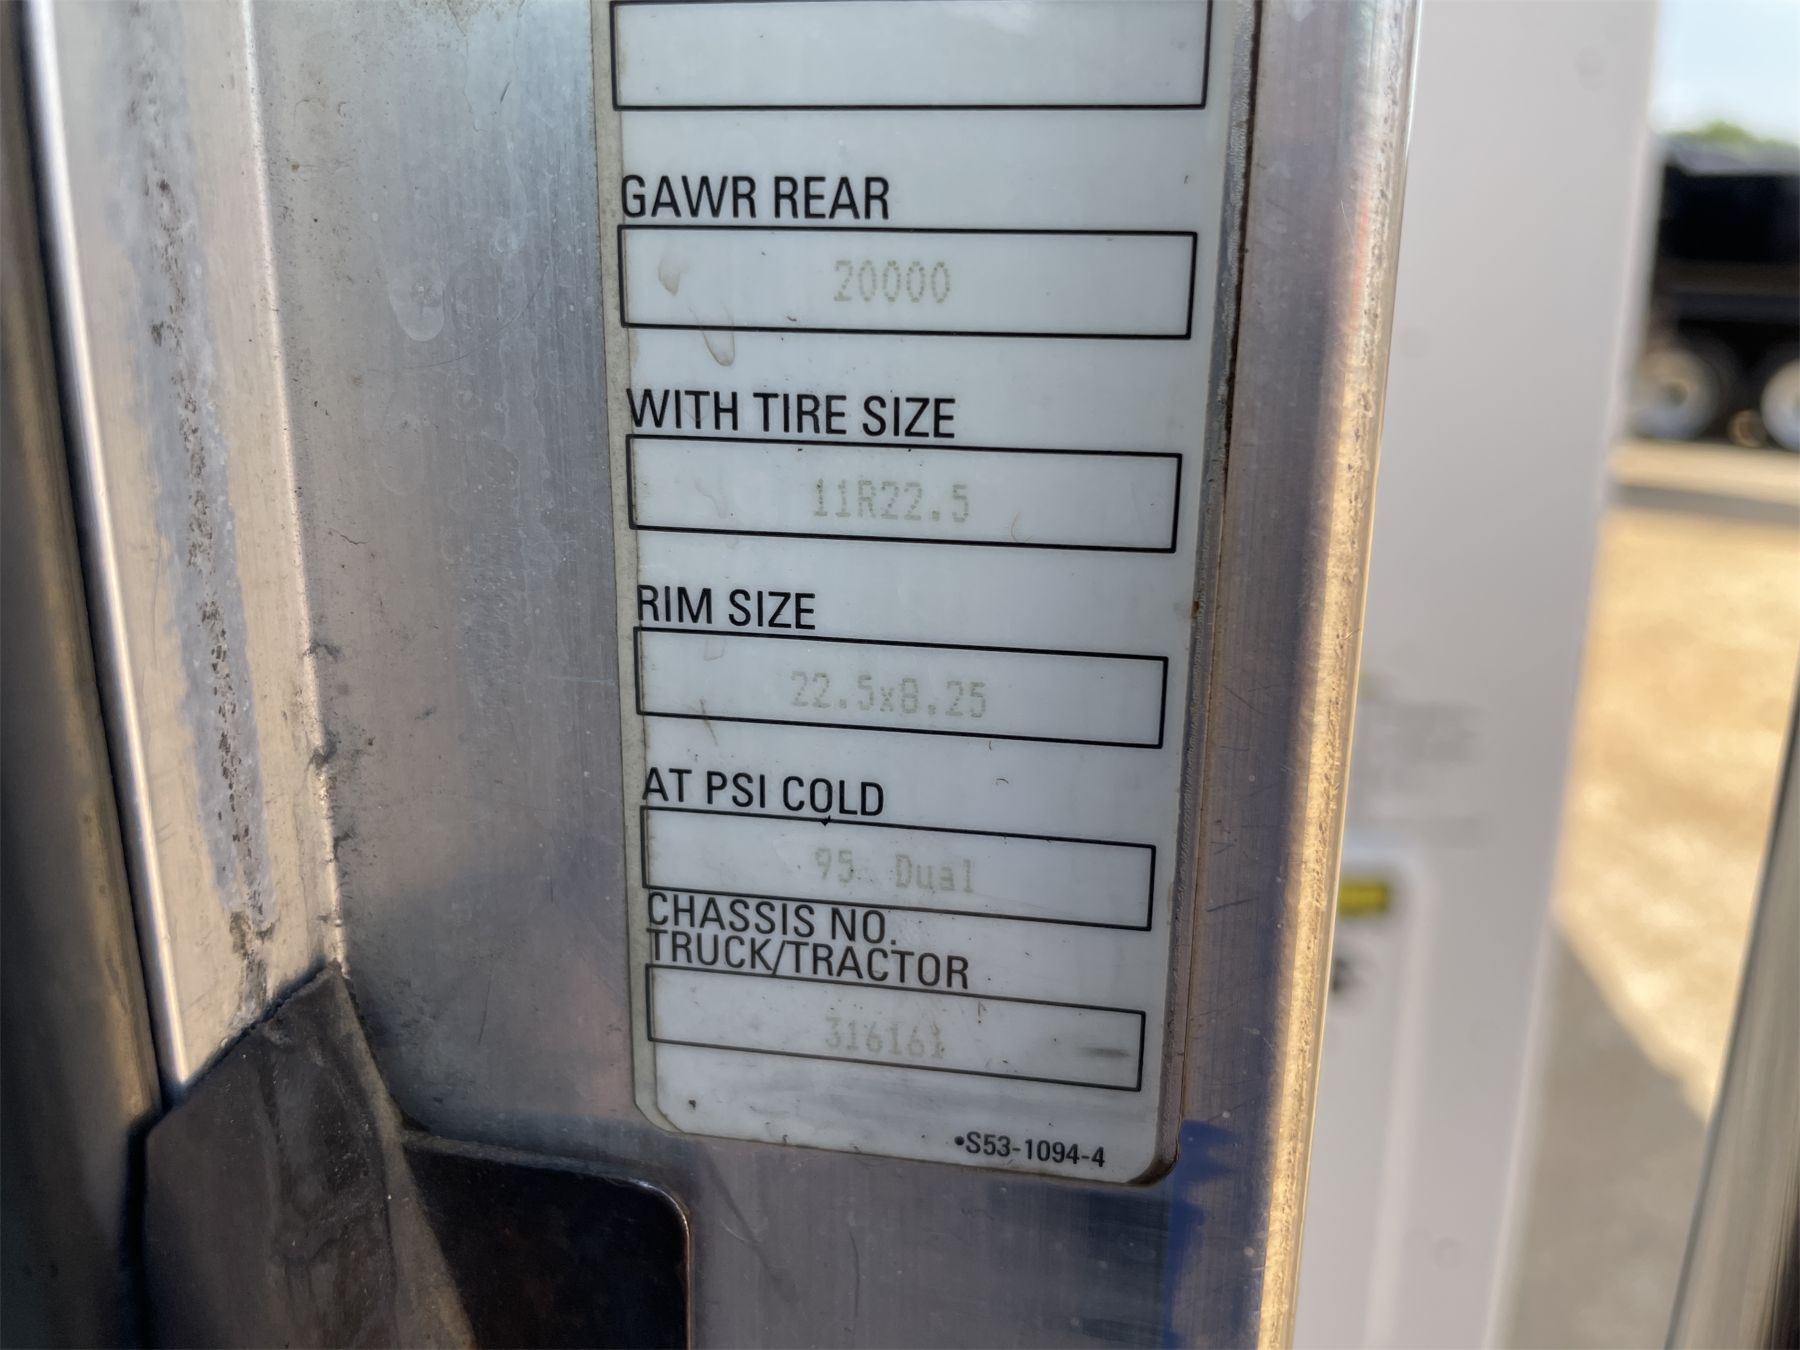 GAWR REAR
20000
WITH TIRE SIZE
11R22.5
RIM SIZE
22.5x8.25
AT PSI COLD
95 Dual
CHASSIS NO.
TRUCK/TRACTOR
316161
•S53-1094-4